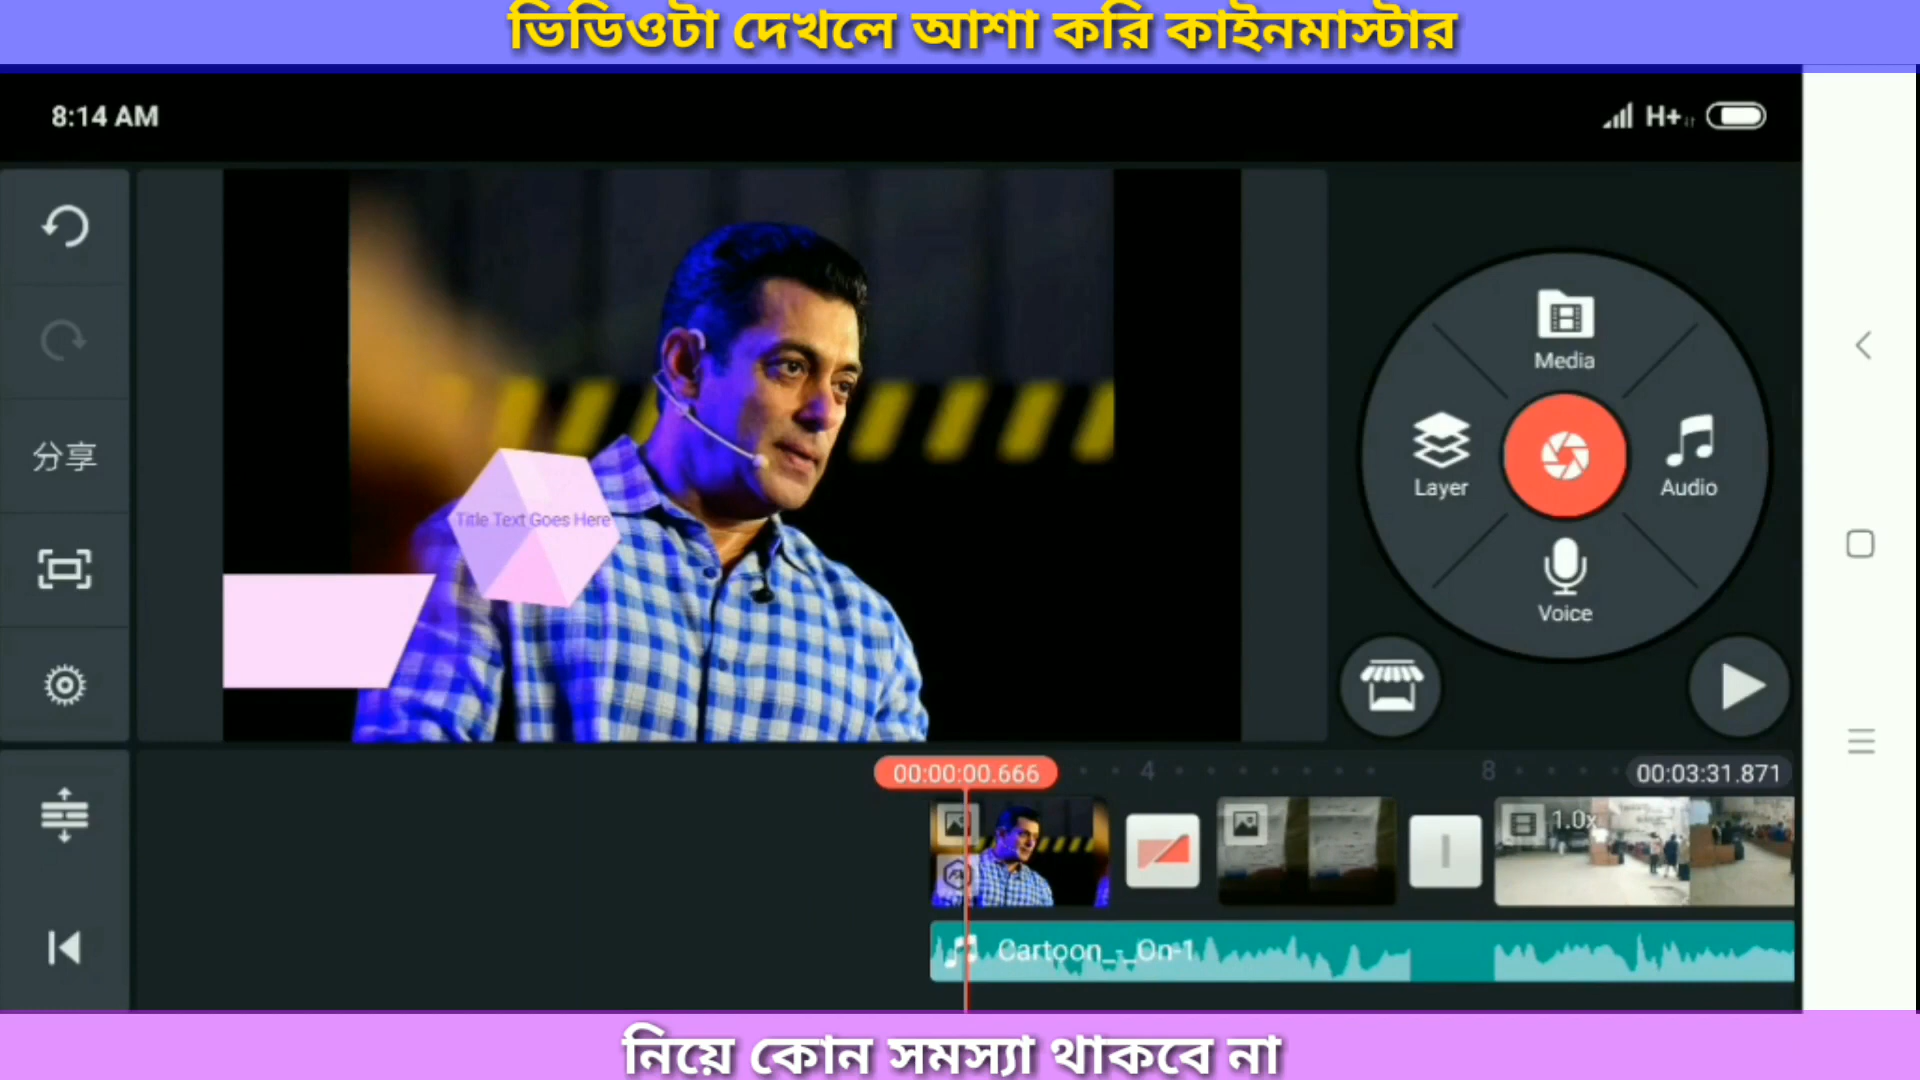 ভিডিওটা দেখলে আশা করি কাইনমাস্টার
8:14 AM
H+
Media
分享
Layer
Audio
Title Text Goes Here
Voice
00:00:00.666
4
8
00:03:31.871
1.0x
Cartoon_-_On-1
নিয়ে কোন সমস্যা থাকবে না